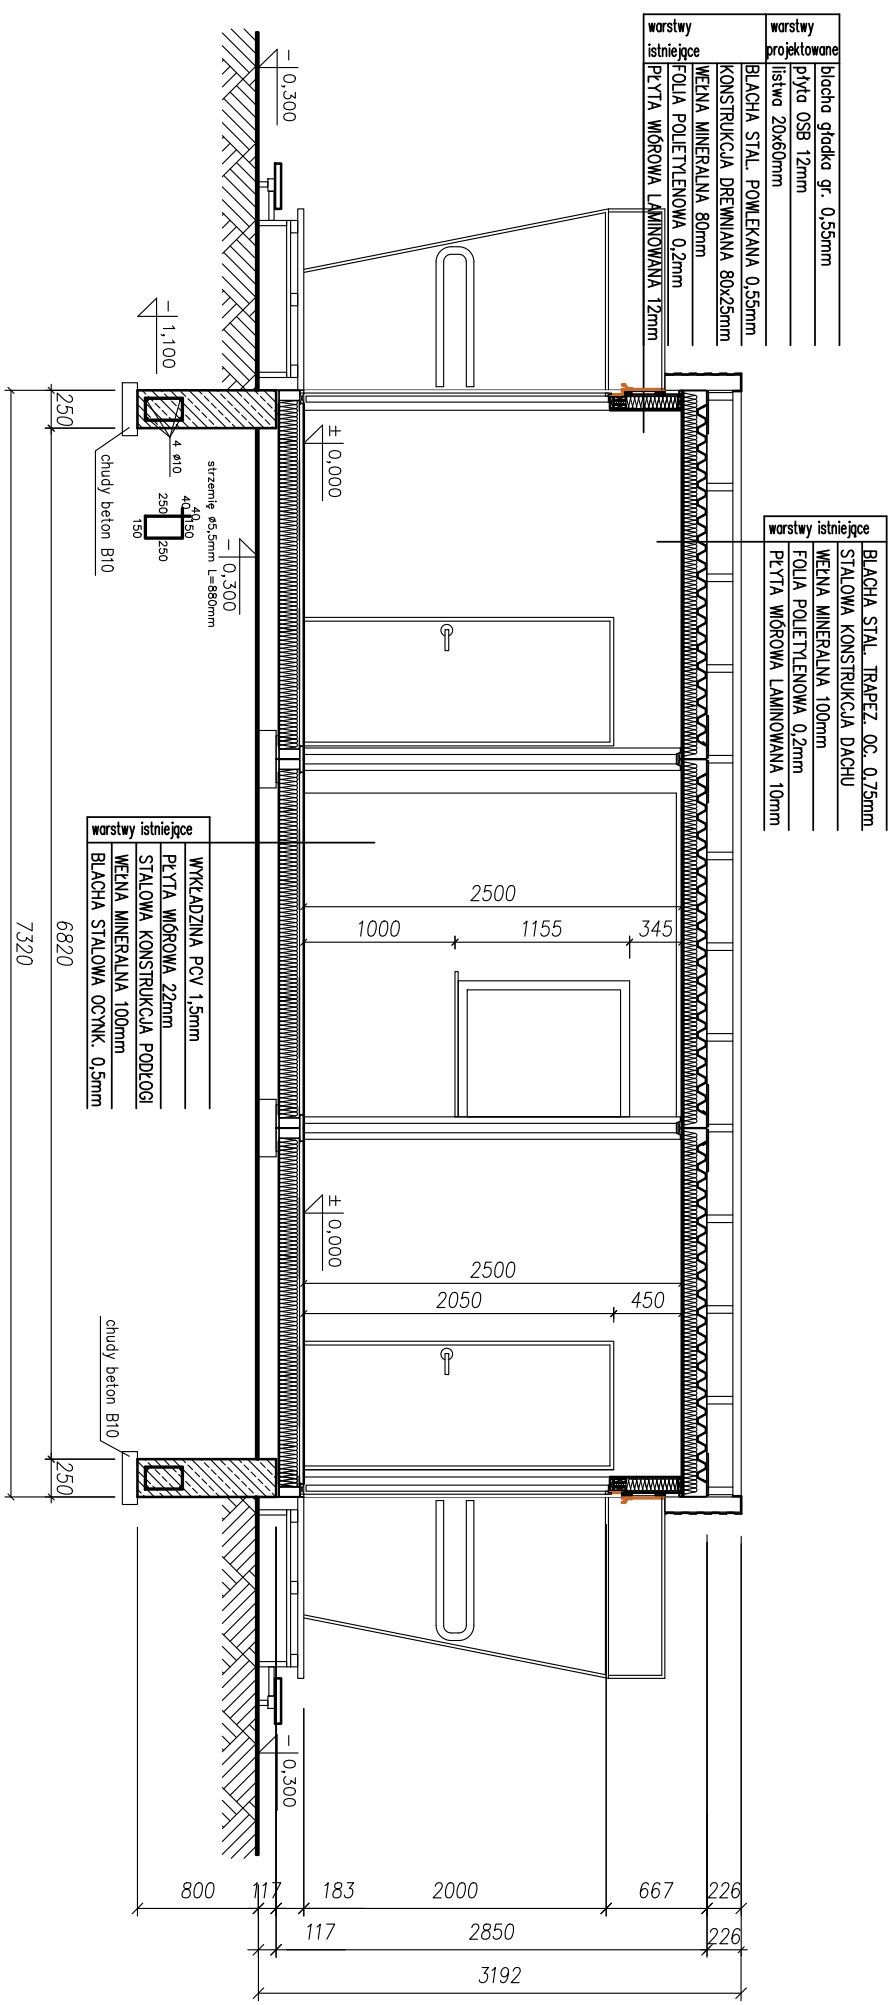 warstwy istniejące
warstwy projektowane
blacha gładka gr. 0,55mm
płyta OSB 12mm
listwa 20x60mm
BLACHA STAL. POWLEKANA 0,55mm
KONSTRUKCJA DREWNIANA 80x25mm
WEŁNA MINERALNA 80mm
FOLIA POLIETYLENOWA 0,2mm
PŁYTA WIÓROWA LAMINOWANA 12mm
warstwy istniejące
BLACHA STAL. TRAPEZ. OC. 0,75mm
STALOWA KONSTRUKCJA DACHU
WEŁNA MINERALNA 100mm
FOLIA POLIETYLENOWA 0,2mm
PŁYTA WIÓROWA LAMINOWANA 10mm
- 0,300
- 1,100
± 0,000
- 0,300
2500
1000
1155
345
± 0,000
2500
2050
450
- 0,300
4 ø10
strzemię ø5,5mm L=880mm
40
40
250
150
150
250
chudy beton B10
chudy beton B10
warstwy istniejące
WYKŁADZINA PCV 1,5mm
PŁYTA WIÓROWA 22mm
STALOWA KONSTRUKCJA PODŁOGI
WEŁNA MINERALNA 100mm
BLACHA STALOWA OCYNK. 0,5mm
250
6820
250
7320
800
117
183
2000
667
226
117
2850
226
3192